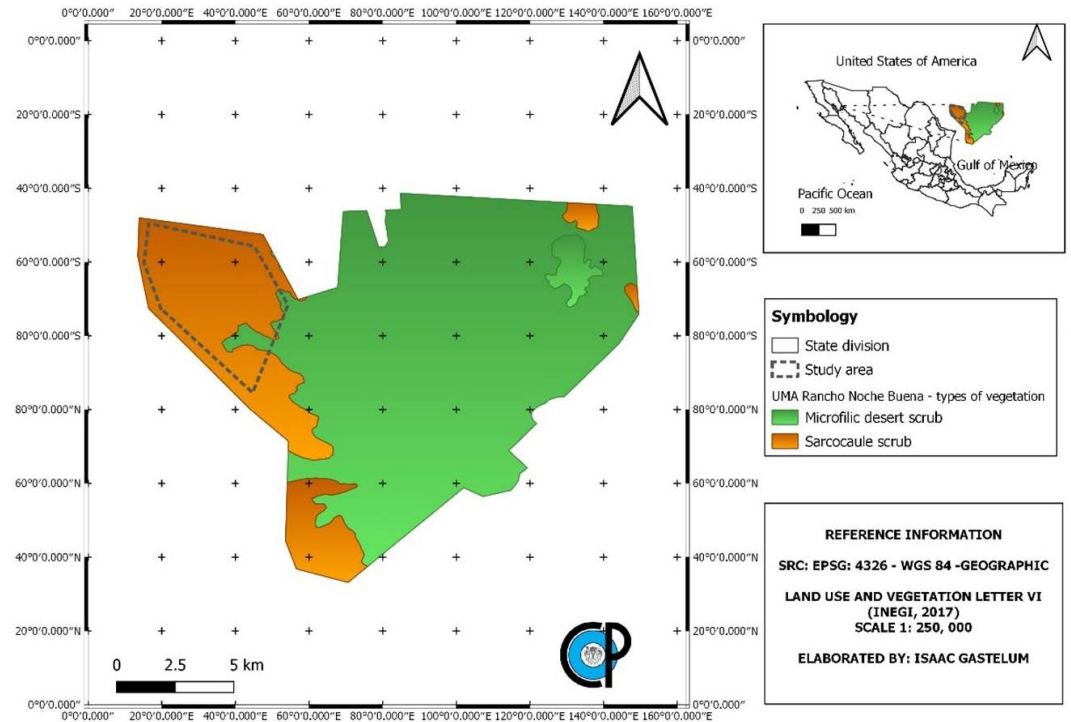 0°0'0.000" 20°0'0.000"E 40°0'0.000"E 60°0'0.000"E 80°0'0.000"E 100°0'0.000"E 120°0'0.000"E 140°0'0.000"E 160°0'0.000"E
0°0'0.000" 0°0'0.000"
20°0'0.000"S 20°0'0.000"S
40°0'0.000"S 40°0'0.000"S
60°0'0.000"S 60°0'0.000"S
80°0'0.000"S 80°0'0.000"S
80°0'0.000"N 80°0'0.000"N
60°0'0.000"N 60°0'0.000"N
40°0'0.000"N 40°0'0.000"N
20°0'0.000"N 20°0'0.000"N
0°0'0.000" 0°0'0.000"
0 2.5 5 km
CP
0°0'0.000" 20°0'0.000"E 40°0'0.000"E 60°0'0.000"E 80°0'0.000"E 100°0'0.000"E 120°0'0.000"E 140°0'0.000"E 160°0'0.000"E
United States of America
Gulf of Mexico
Pacific Ocean
0 250 500 km
Symbology
State division
Study area
UMA Rancho Noche Buena - types of vegetation
Microfilic desert scrub
Sarcocaule scrub
REFERENCE INFORMATION
SRC: EPSG: 4326 - WGS 84 -GEOGRAPHIC
LAND USE AND VEGETATION LETTER VI
(INEGI, 2017)
SCALE 1: 250, 000
ELABORATED BY: ISAAC GASTELUM